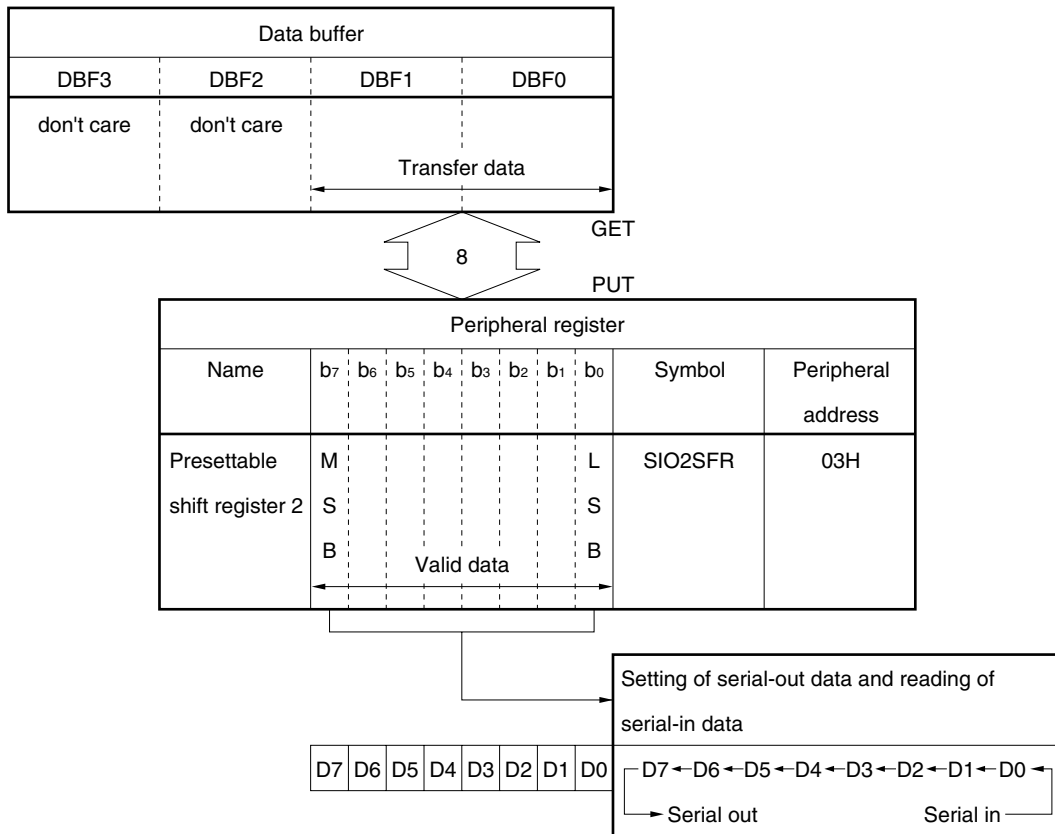 Data buffer
DBF3 DBF2 DBF1 DBF0
don't care don't care
Transfer data
GET
8
PUT
Peripheral register
Name b7 b6 b5 b4 b3 b2 b1 b0 Symbol Peripheral
address
Presettable M L SIO2SFR 03H
shift register 2 S S
B B
Valid data
Setting of serial-out data and reading of
serial-in data
D7 D6 D5 D4 D3 D2 D1 D0 D7 D6 D5 D4 D3 D2 D1 D0
Serial out Serial in